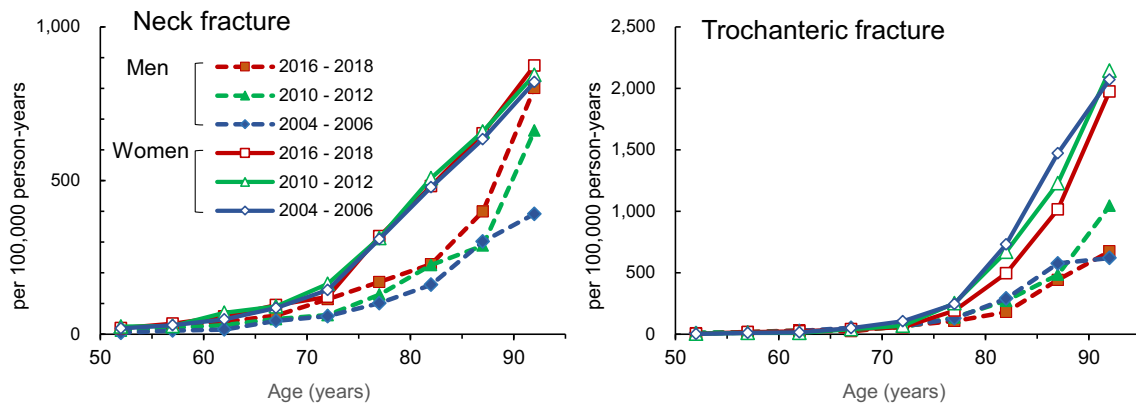 Neck fracture
1,000
500
0
per 100,000 person-years
Men
2016 - 2018
2010 - 2012
2004 - 2006
Women
2016 - 2018
2010 - 2012
2004 - 2006
50 60 70 80 90
Age (years)
Trochanteric fracture
2,500
2,000
1,500
1,000
500
0
per 100,000 person-years
50 60 70 80 90
Age (years)